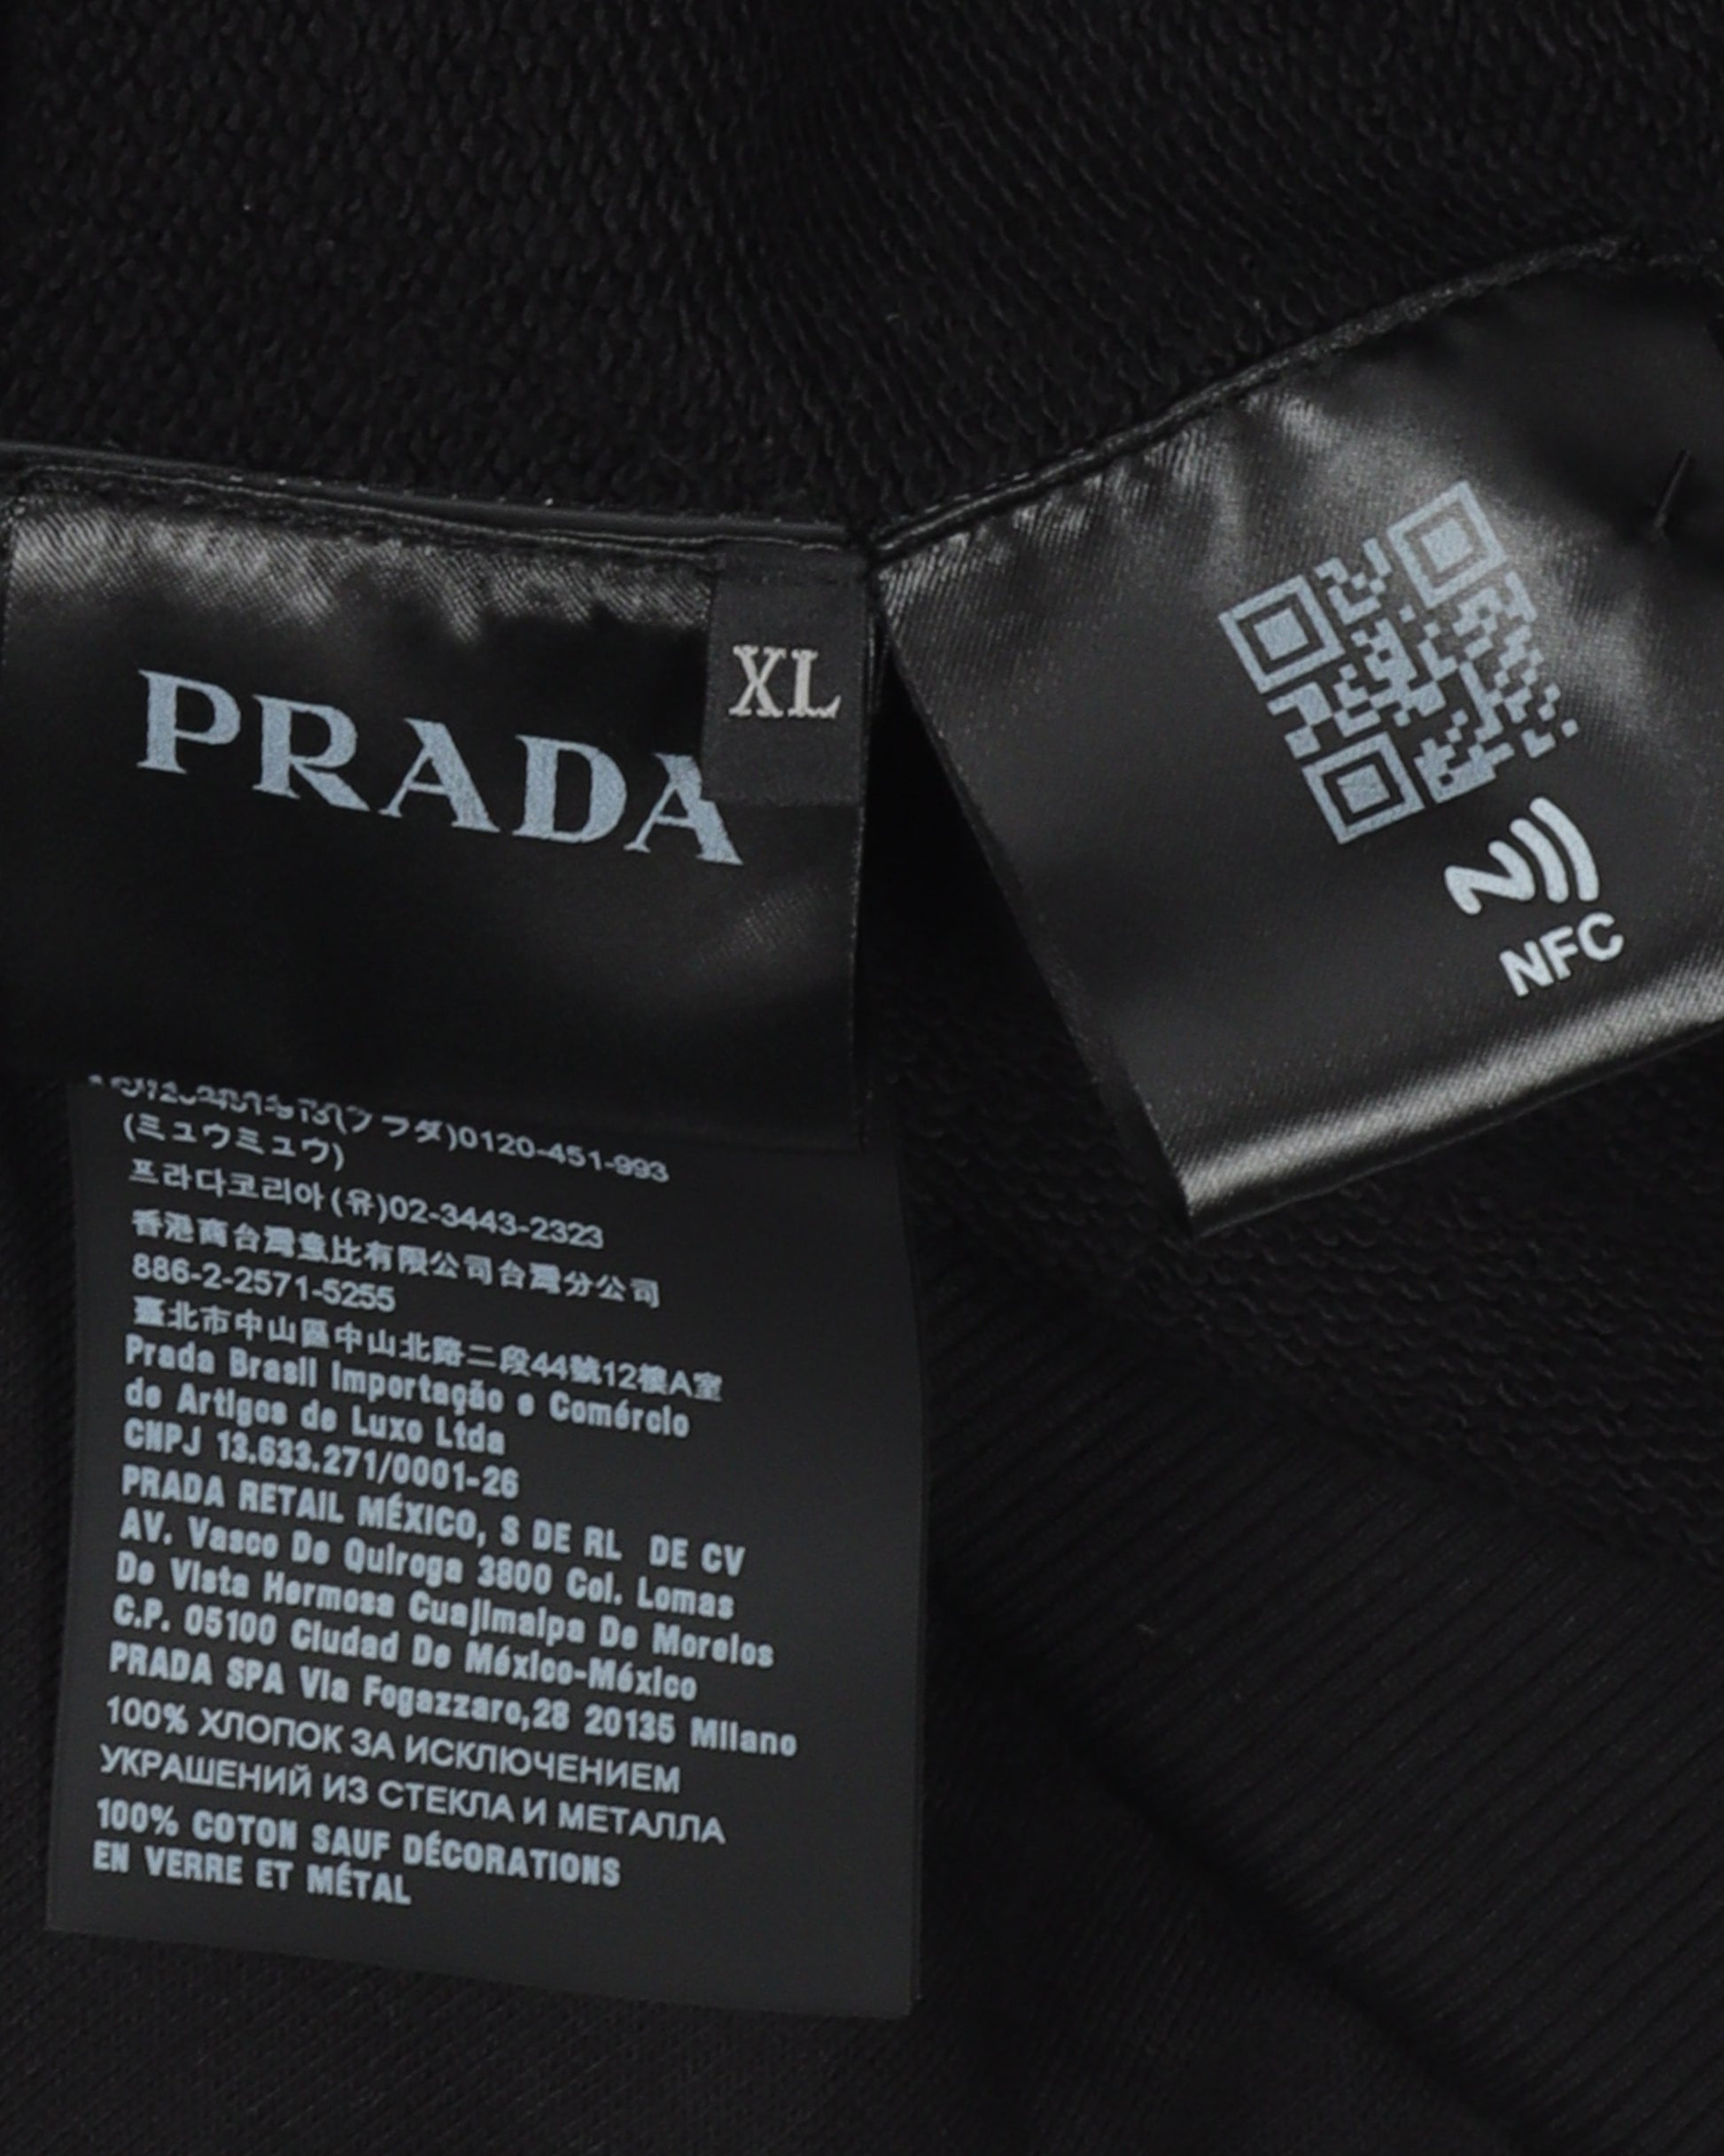 PRADA
XL
NFC
(プラダ)0120-451-993
(ミュウミュウ)
프라다코리아(유)02-3443-2323
香港商台灣普比有限公司台灣分公司
886-2-2571-5255
臺北市中山區中山北路二段44號12樓A室
Prada Brasil Importação e Comércio
de Artigos de Luxo Ltda
CNPJ 13.633.271/0001-26
PRADA RETAIL MÉXICO, S DE RL DE CV
AV. Vasco De Quiroga 3800 Col. Lomas
De Vista Hermosa Cuajimalpa De Morelos
C.P. 05100 Ciudad De México-México
PRADA SPA Via Fogazzaro,28 20135 Milano
100% ХЛОПОК ЗА ИСКЛЮЧЕНИЕМ
УКРАШЕНИЙ ИЗ СТЕКЛА И МЕТАЛЛА
100% COTON SAUF DÉCORATIONS
EN VERRE ET MÉTAL